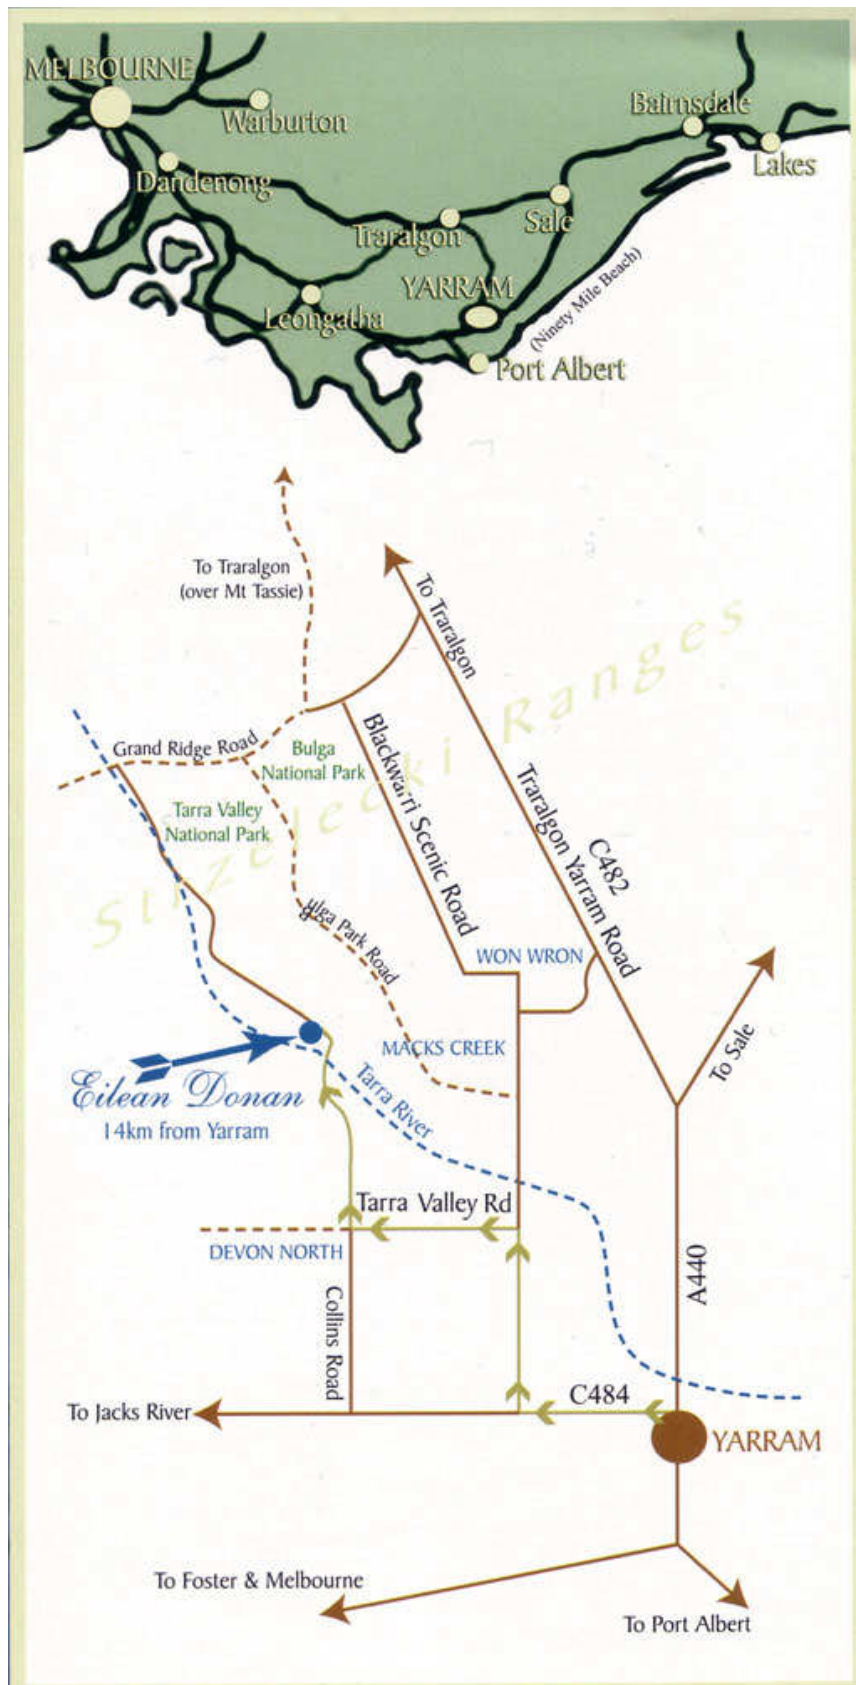 MELBOURNE
Warburton
Bairnsdale
Lakes
Dandenong
Traralgon
Sale
YARRAM
(Ninety Mile Beach)
Leongatha
Port Albert
To Traralgon
(over Mt Tassie)
To Traralgon
Strzelecki Ranges
Grand Ridge Road
Bulga
National Park
Blackwarri Scenic Road
Tarra Valley
National Park
Traralgon Yarram Road
C482
Bulga Park Road
WON WRON
To Sale
MACKS CREEK
Eilean Donan
14km from Yarram
Tarra River
Tarra Valley Rd
DEVON NORTH
A440
Collins Road
C484
To Jacks River
YARRAM
To Foster & Melbourne
To Port Albert